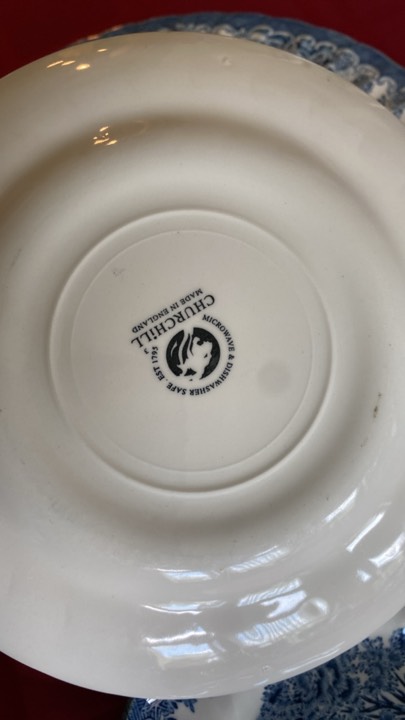 MICROWAVE & DISHWASHER SAFE. EST 1795
CHURCHILL
MADE IN ENGLAND